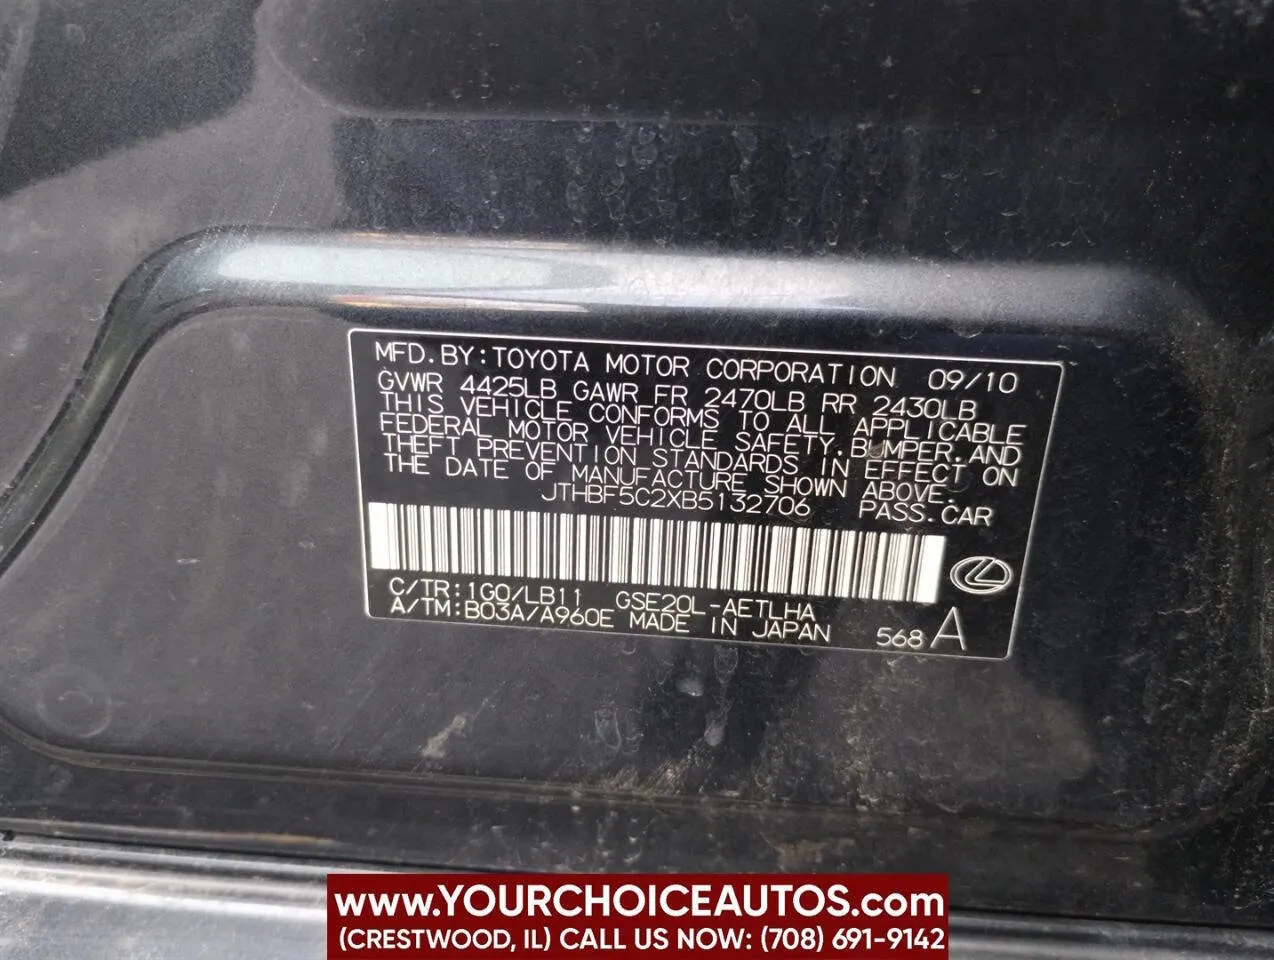 MFD.BY:TOYOTA MOTOR CORPORATION 09/10
GVWR 4425LB GAWR FR 2470LB RR 2430LB
THIS VEHICLE CONFORMS TO ALL APPLICABLE
FEDERAL MOTOR VEHICLE SAFETY,BUMPER,AND
THEFT PREVENTION STANDARDS IN EFFECT ON
THE DATE OF MANUFACTURE SHOWN ABOVE.
JTHBF5C2XB5132706 PASS.CAR
C/TR:1G0/LB11 GSE20L-AETLHA
A/TM:B03A/A960E MADE IN JAPAN 568 A
www.YOURCHOICEAUTOS.com
(CRESTWOOD, IL) CALL US NOW: (708) 691-9142